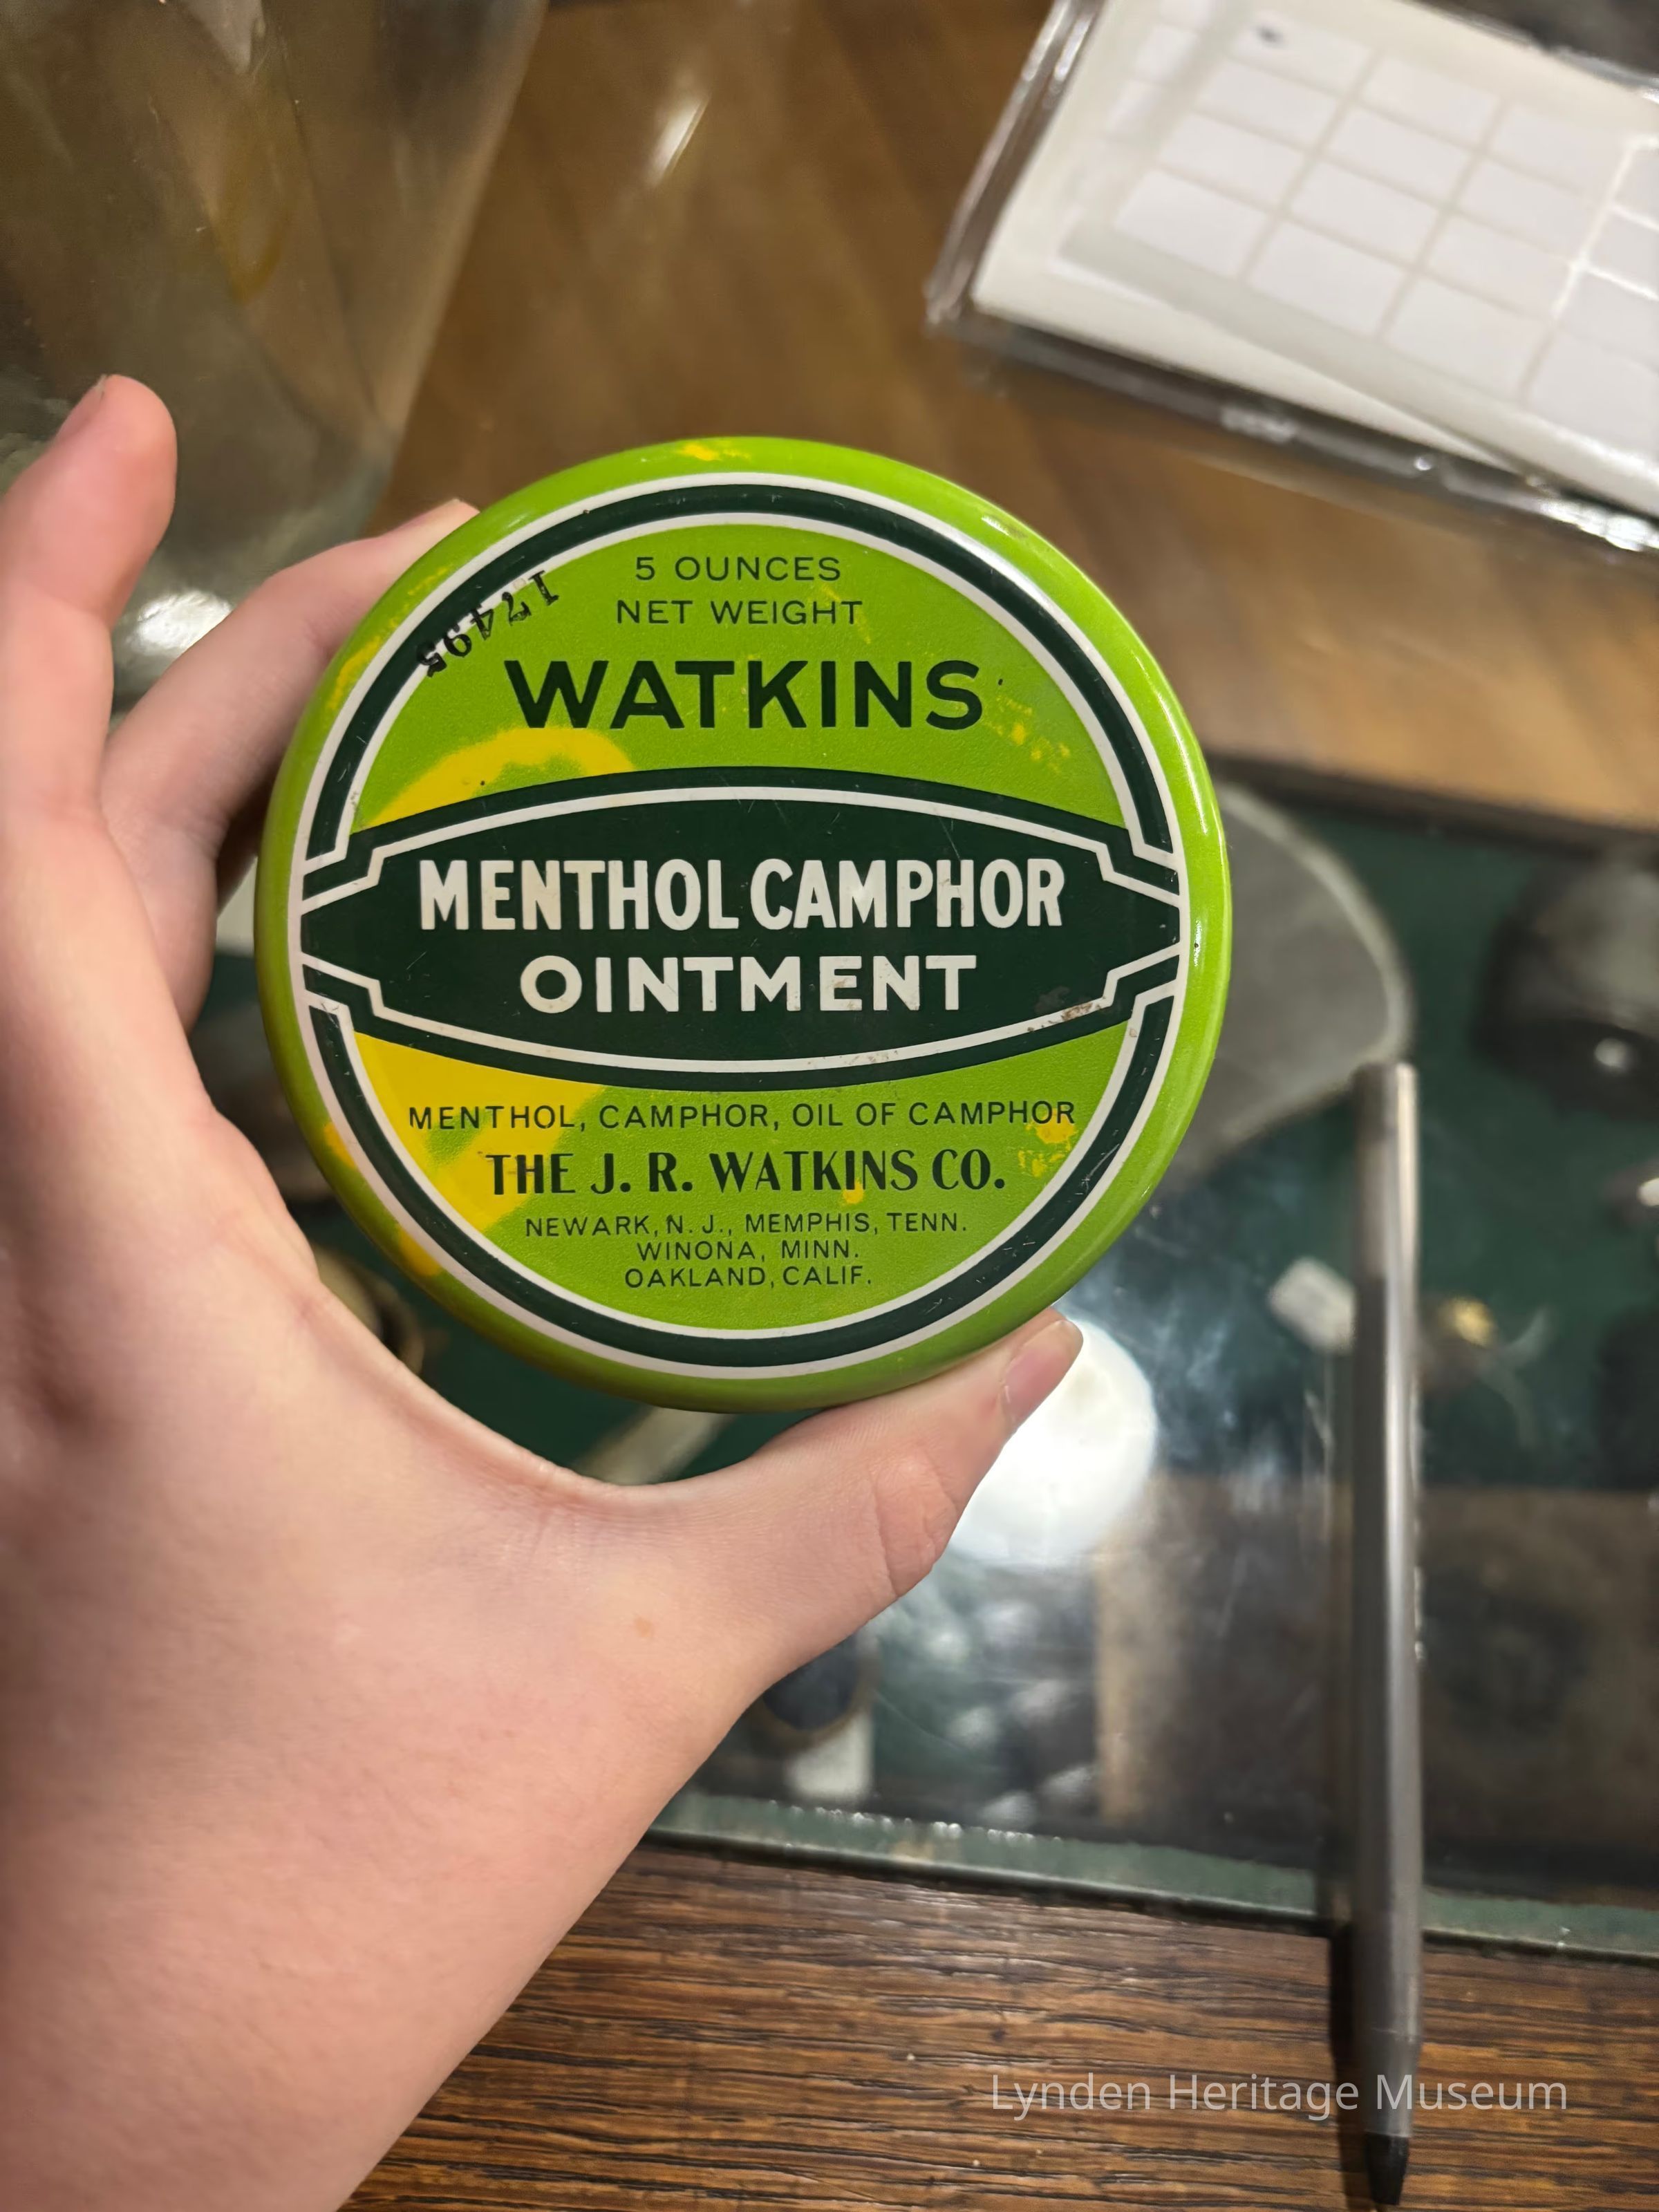 5 OUNCES
NET WEIGHT
17495
WATKINS
MENTHOL CAMPHOR
OINTMENT
MENTHOL, CAMPHOR, OIL OF CAMPHOR
THE J. R. WATKINS CO.
NEWARK, N. J., MEMPHIS, TENN.
WINONA, MINN.
OAKLAND, CALIF.
Lynden Heritage Museum